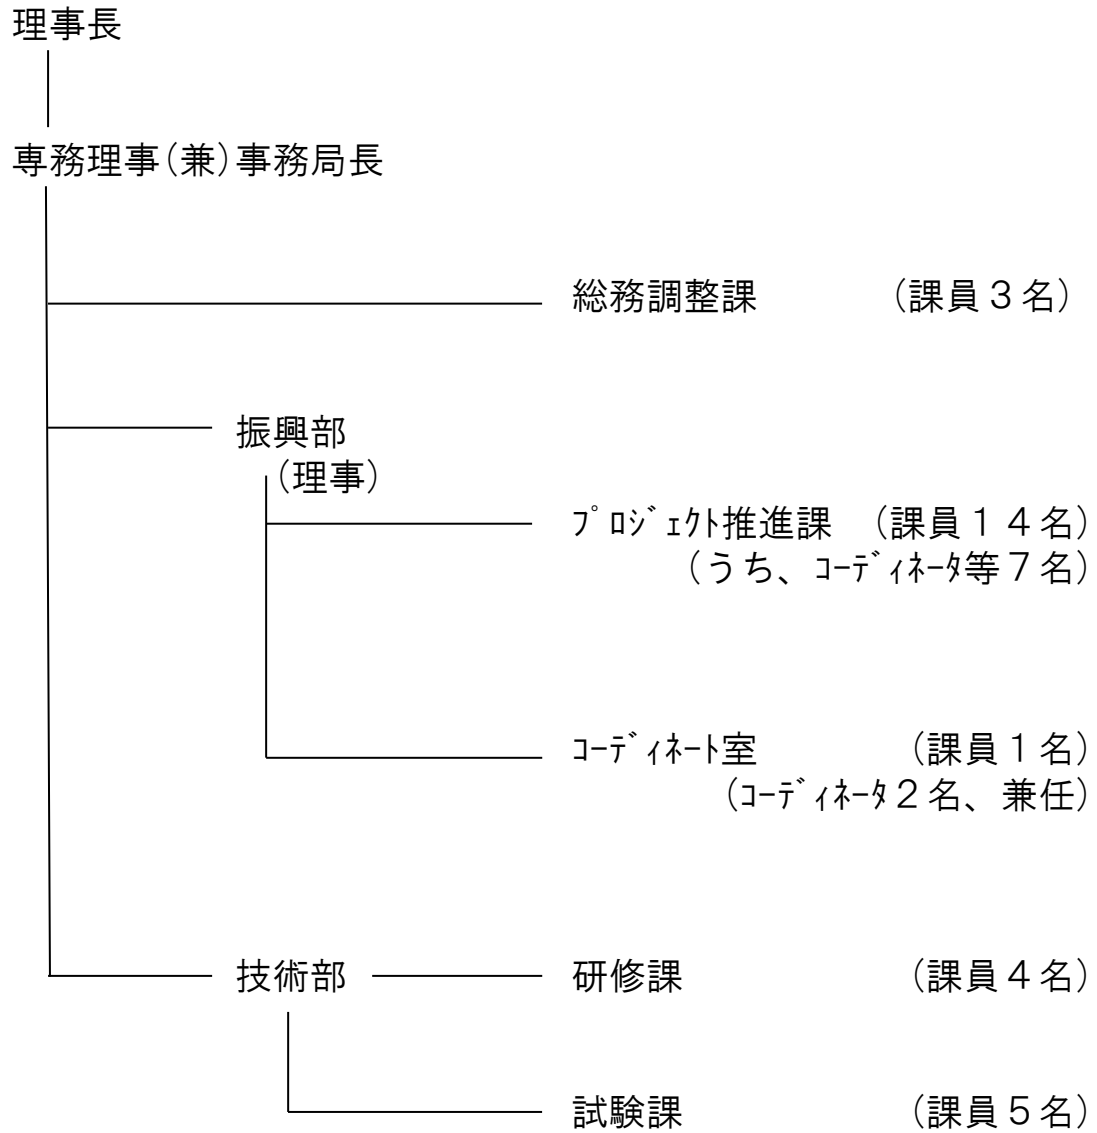 理事長
専務理事（兼）事務局長
総務調整課　（課員３名）
振興部
（理事）
ﾌﾟﾛｼﾞｪｸﾄ推進課　（課員１４名）
（うち、ｺｰﾃﾞｨﾈｰﾀ等７名）
ｺｰﾃﾞｨﾈｰﾄ室　（課員１名）
（ｺｰﾃﾞｨﾈｰﾀ２名、兼任）
技術部　研修課　（課員４名）
試験課　（課員５名）